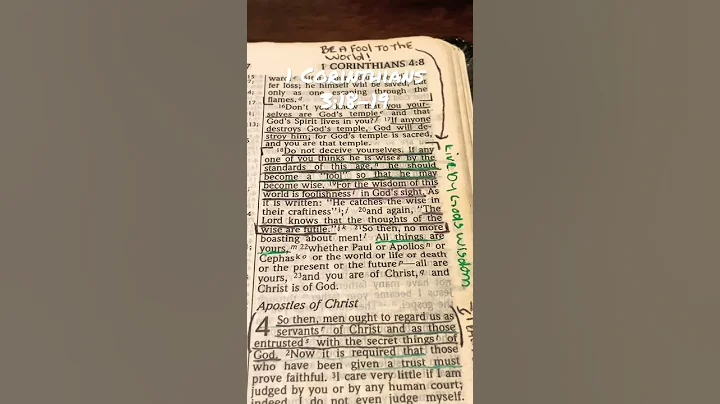 BE A FOOL TO THE
WORLD!
1 CORINTHIANS 4:8
1 CORINTHIANS
3:18-19
fer loss; he himself will be saved, but
only as one escaping through the
flames.
16Don't you know that you your-
selves are God's temple and that
God's Spirit lives in you? 17If anyone
destroys God's temple, God will de-
stroy him; for God's temple is sacred,
and you are that temple.
18Do not deceive yourselves. If any
one of you thinks he is wise g by the
standards of this age, h he should
become a "fool" so that he may
become wise. 19For the wisdom of this
world is foolishness i in God's sight. As
it is written: "He catches the wise in
their craftiness"; j 20and again, "The
Lord knows that the thoughts of the
wise are futile." k 21So then, no more
boasting about men! l All things are
yours, m 22whether Paul or Apollos n or
Cephas k o or the world or life or death
or the present or the future p—all are
yours, 23and you are of Christ, q and
Christ is of God.
Live By Gods wisdom
Apostles of Christ
4 So then, men ought to regard us as
servants r of Christ and as those
entrusted s with the secret things t of
God. 2Now it is required that those
who have been given a trust must
prove faithful. 3I care very little if I am
judged by you or by any human court;
indeed, I do not even judge myself.